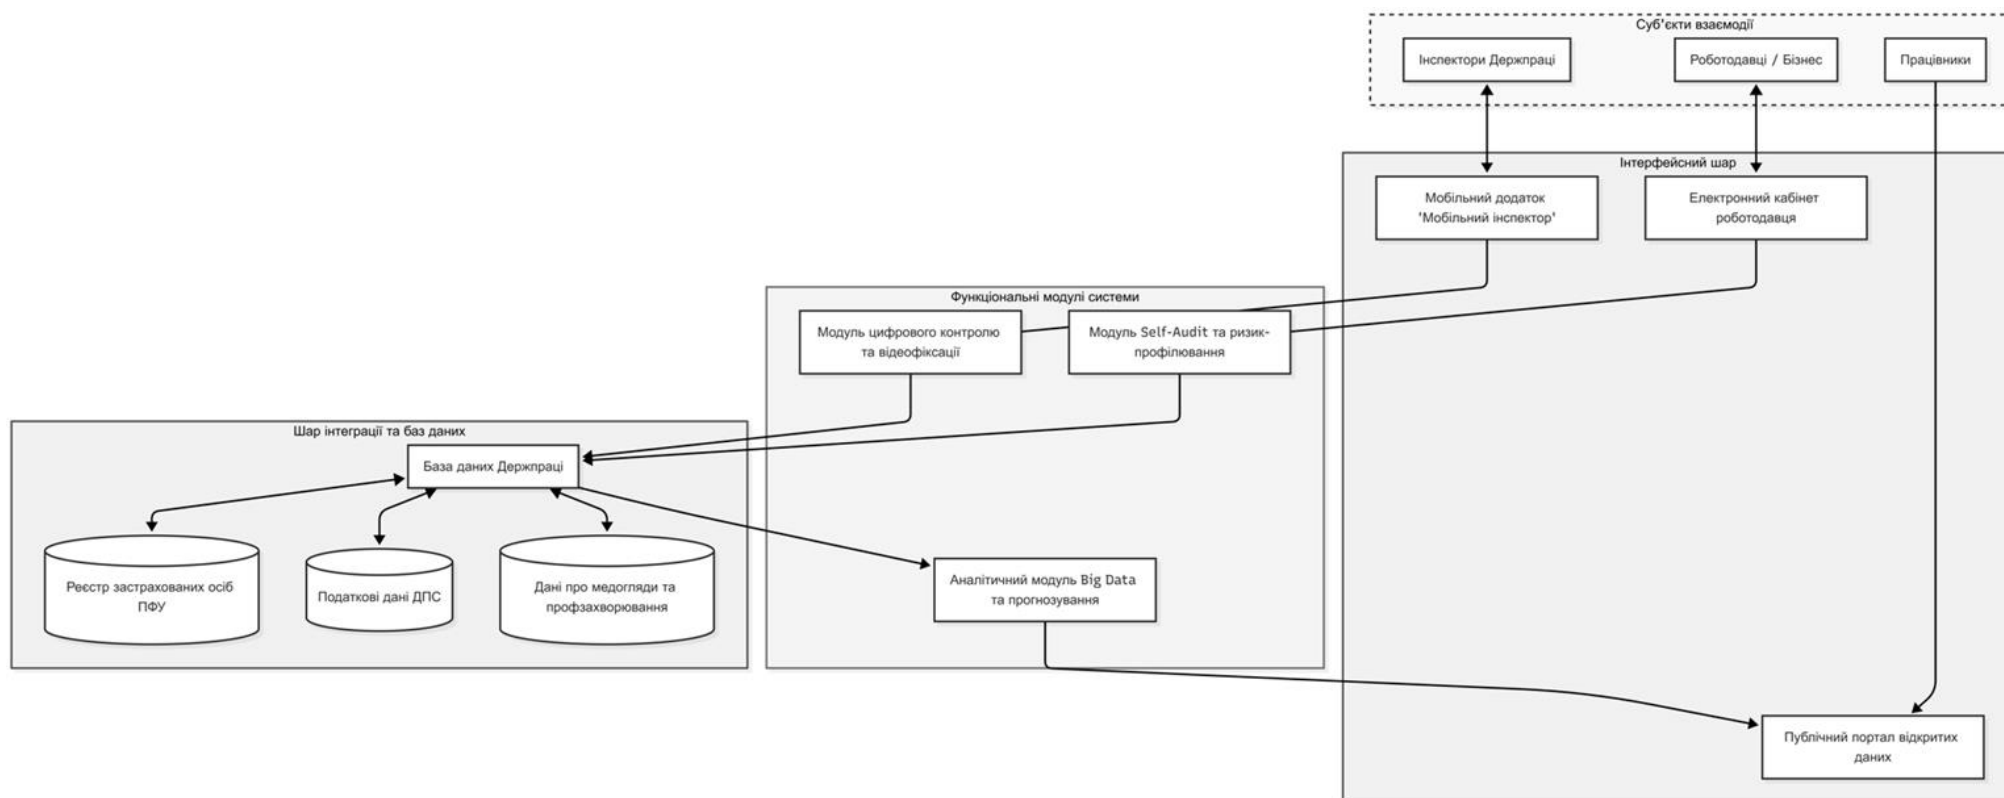 Суб'єкти взаємодії
Інспектори Держпраці
Роботодавці / Бізнес
Працівники
Інтерфейсний шар
Мобільний додаток
'Мобільний інспектор'
Електронний кабінет
роботодавця
Функціональні модулі системи
Модуль цифрового контролю
та відеофіксації
Модуль Self-Audit та ризик-
профілювання
Шар інтеграції та баз даних
База даних Держпраці
Реєстр застрахованих осіб
ПФУ
Податкові дані ДПС
Дані про медогляди та
профзахворювання
Аналітичний модуль Big Data
та прогнозування
Публічний портал відкритих
даних